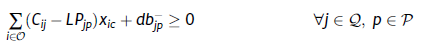 ∑_{i∈𝒪} (C_{ij} − LP_{jp})x_{ic} + db^{−}_{jp} ≥ 0 ∀j ∈ 𝒬, p ∈ 𝒫